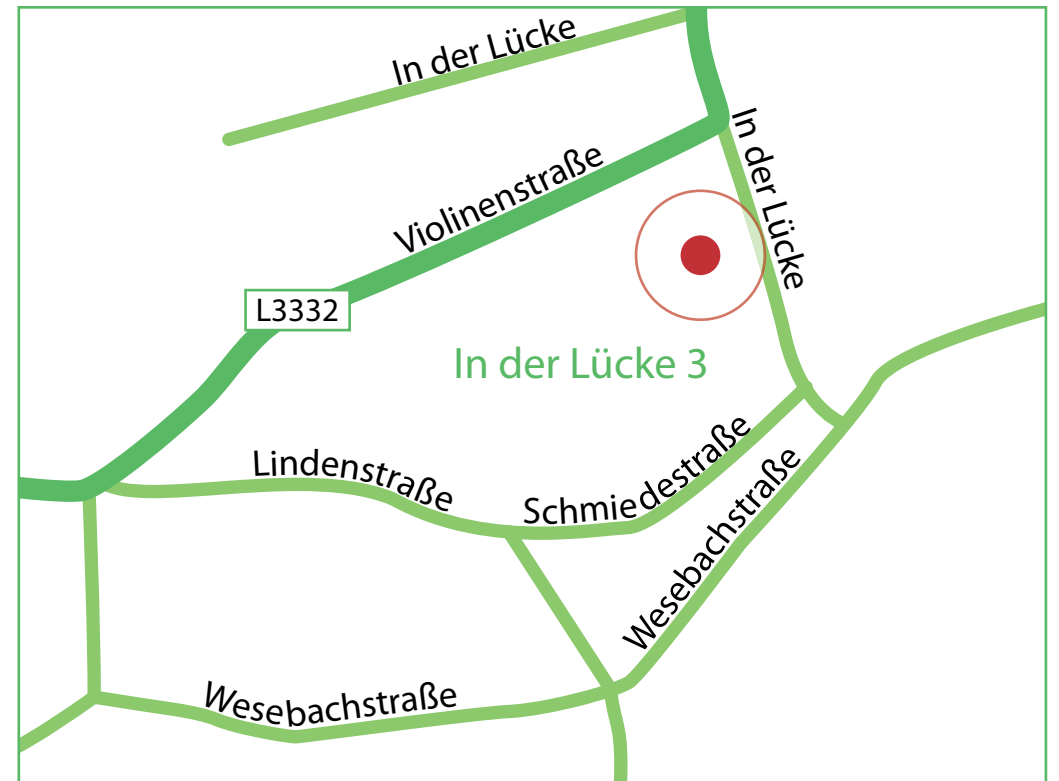 In der Lücke
In der Lücke
Violinenstraße
L3332
In der Lücke 3
Lindenstraße
Schmiedestraße
Wesebachstraße
Wesebachstraße